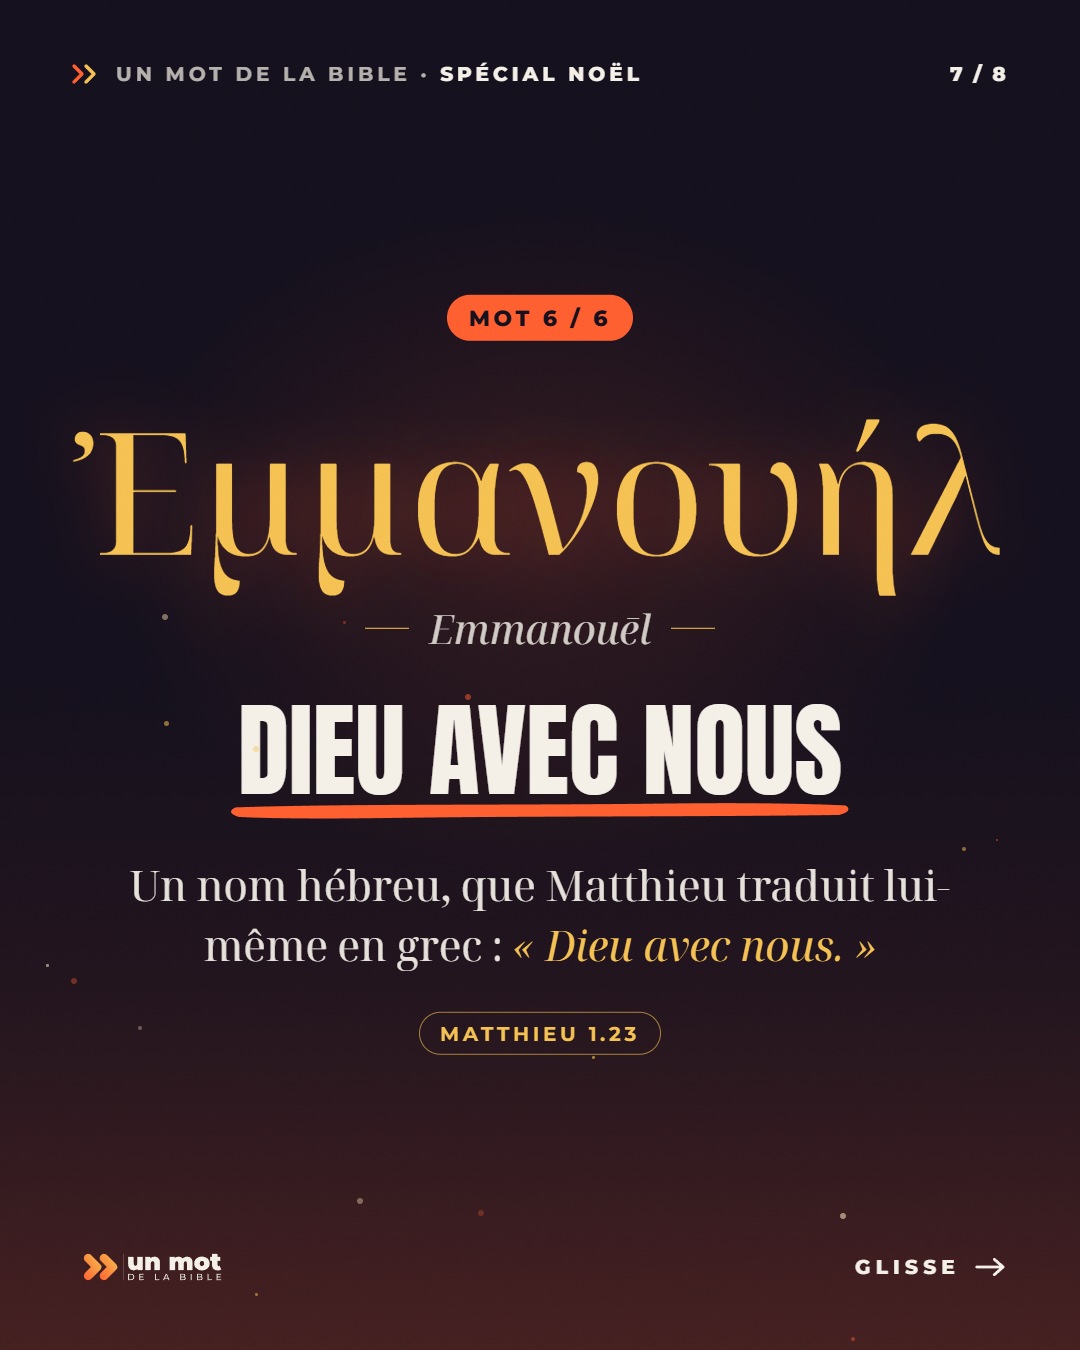 UN MOT DE LA BIBLE · SPÉCIAL NOËL
7 / 8
MOT 6 / 6
Ἐμμανουήλ
Emmanouēl
DIEU AVEC NOUS
Un nom hébreu, que Matthieu traduit lui-
même en grec : « Dieu avec nous. »
MATTHIEU 1.23
un mot
DE LA BIBLE
GLISSE →